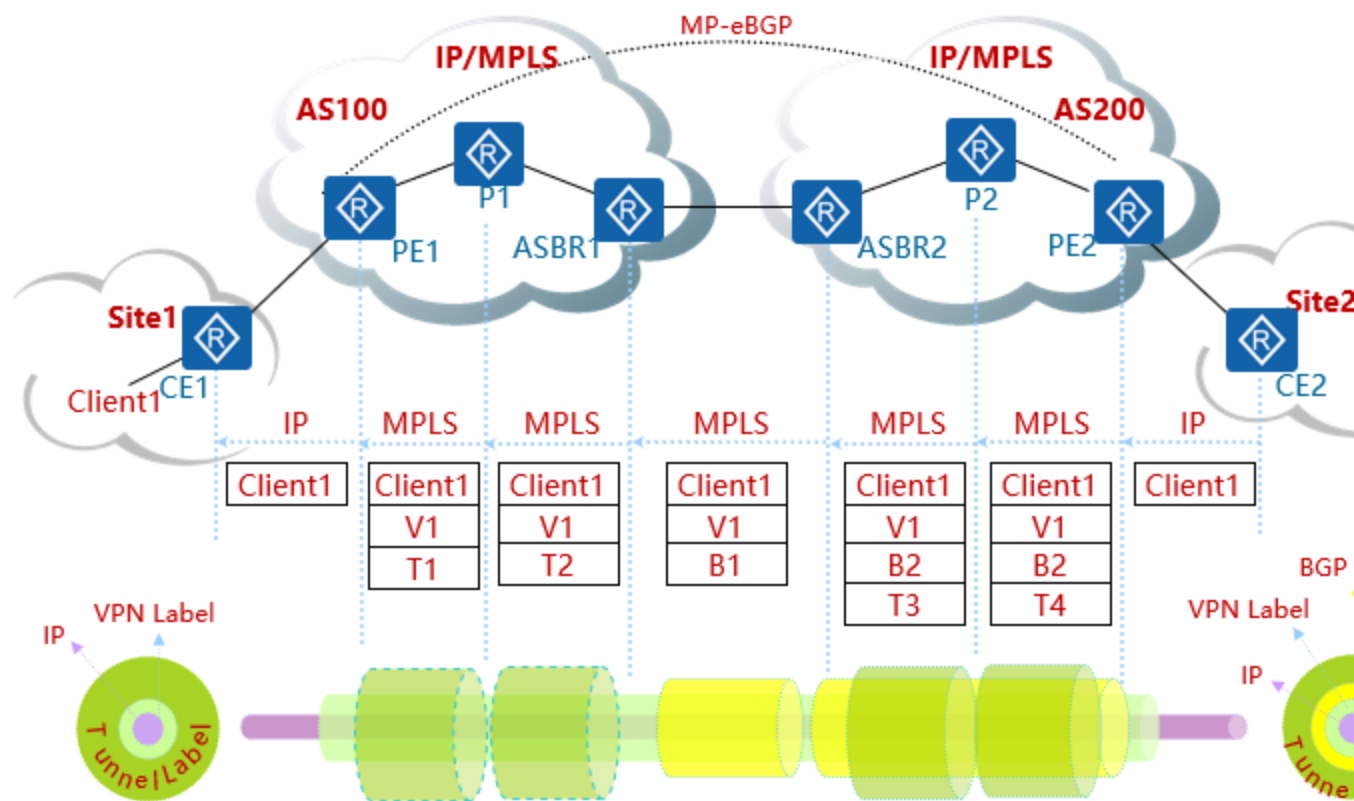 MP-eBGP
IP/MPLS
IP/MPLS
AS100
AS200
R
R
R
R
R
R
P1
P2
PE1
ASBR1
ASBR2
PE2
Site1
Site2
R
R
Client1
CE1
CE2
IP
MPLS
MPLS
MPLS
MPLS
MPLS
IP
Client1
Client1
Client1
Client1
Client1
Client1
Client1
V1
V1
V1
V1
V1
T1
T2
B1
B2
B2
T3
T4
BGP
VPN Label
VPN Label
IP
IP
Tunnel Label
Tunne